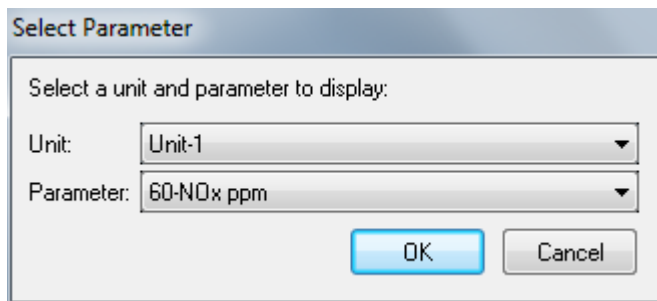 Select Parameter
Select a unit and parameter to display:
Unit: Unit-1
Parameter: 60-NOx ppm
OK Cancel